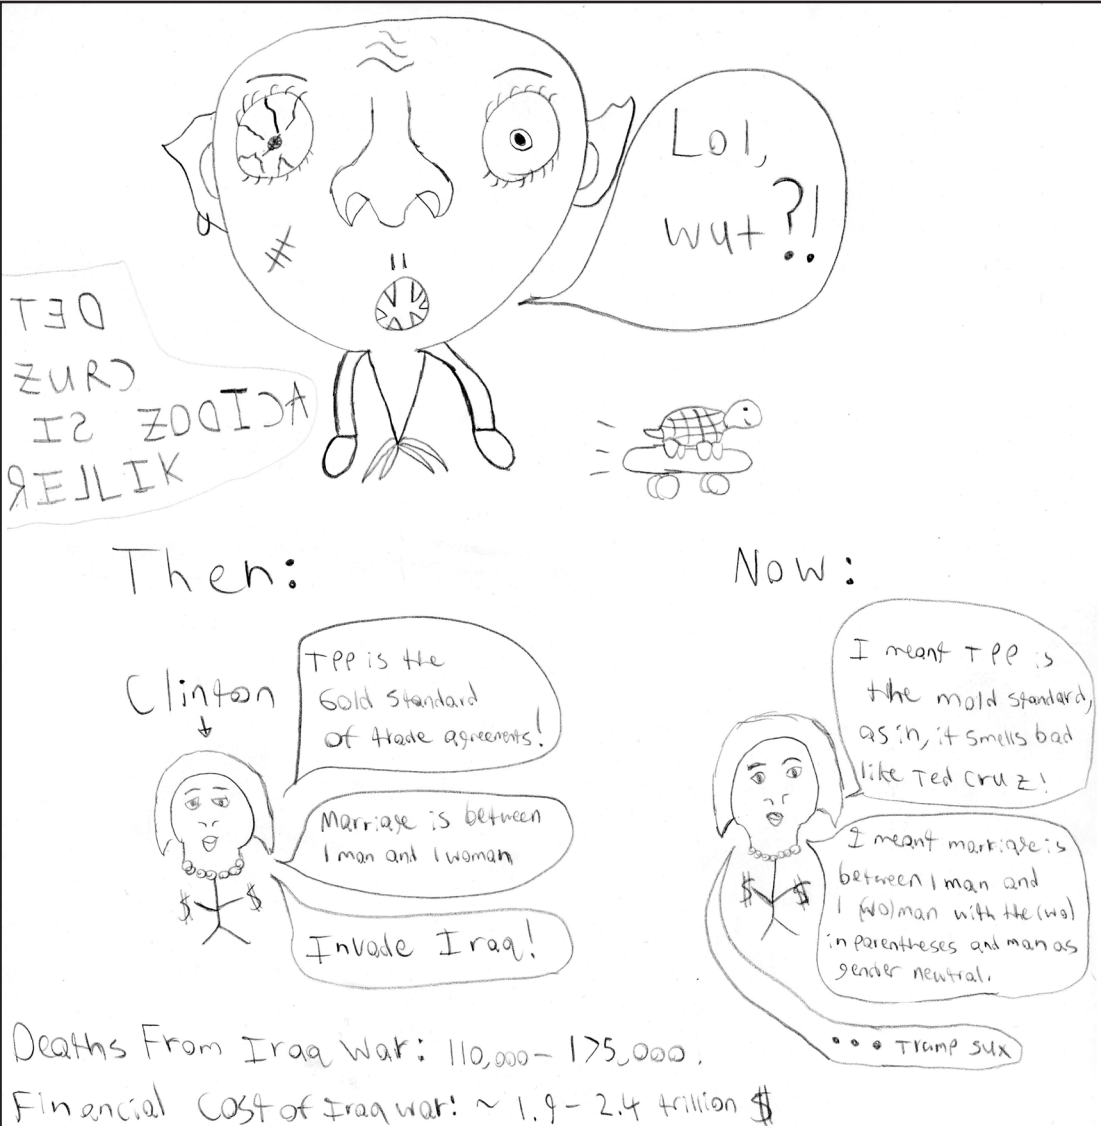 Lol,
wut?!
TED
CRUZ
IS ZODIAC
KILLER
Then:
Clinton
TPP is the
Gold Standard
of trade agreements!
Marriage is between
1 man and 1 woman
Invade Iraq!
Now:
I meant TPP is
the mold standard,
as in, it smells bad
like Ted Cruz!
I meant marriage is
between 1 man and
1 (wo)man with the (wo)
in parentheses and man as
gender neutral.
... Trump sux
$ $
$ $
Deaths From Iraq War: 110,000 - 175,000.
Financial Cost of Iraq war: ~ 1.9 - 2.4 trillion $